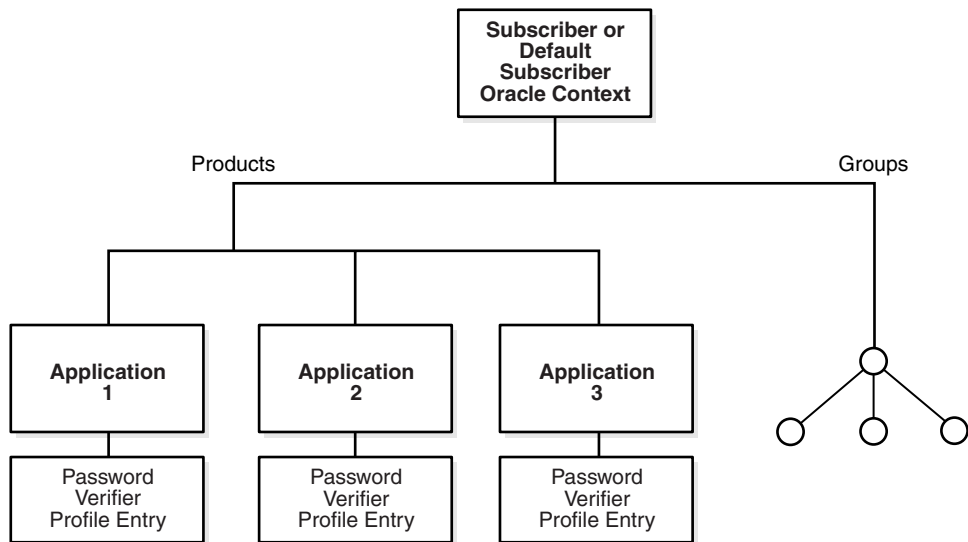 Subscriber or
Default
Subscriber
Oracle Context
Products
Groups
Application
1
Application
2
Application
3
Password
Verifier
Profile Entry
Password
Verifier
Profile Entry
Password
Verifier
Profile Entry